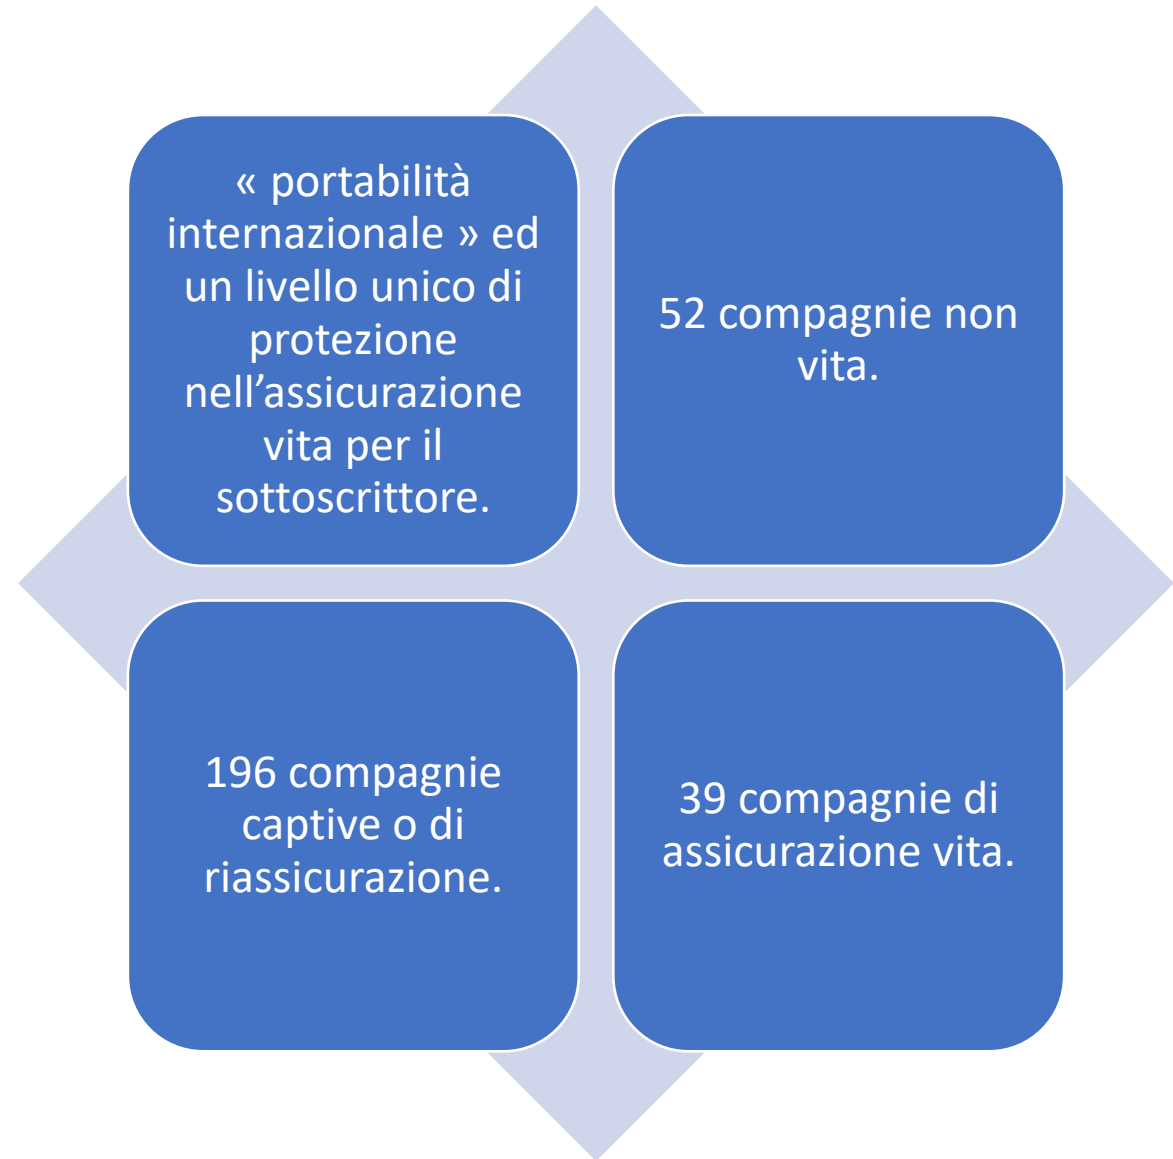 « portabilità
internazionale » ed
un livello unico di
protezione
nell’assicurazione
vita per il
sottoscrittore.
52 compagnie non
vita.
196 compagnie
captive o di
riassicurazione.
39 compagnie di
assicurazione vita.